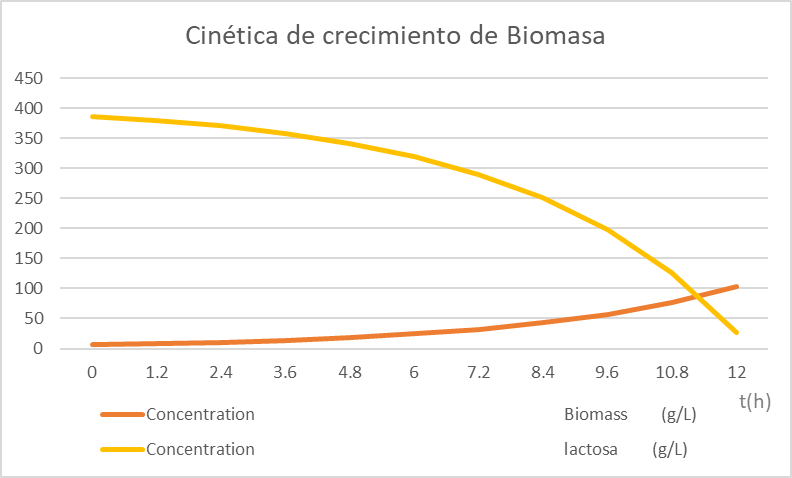 Cinética de crecimiento de Biomasa
450
400
350
300
250
200
150
100
50
0
0 1.2 2.4 3.6 4.8 6 7.2 8.4 9.6 10.8 12
t(h)
Concentration Biomass (g/L)
Concentration lactosa (g/L)